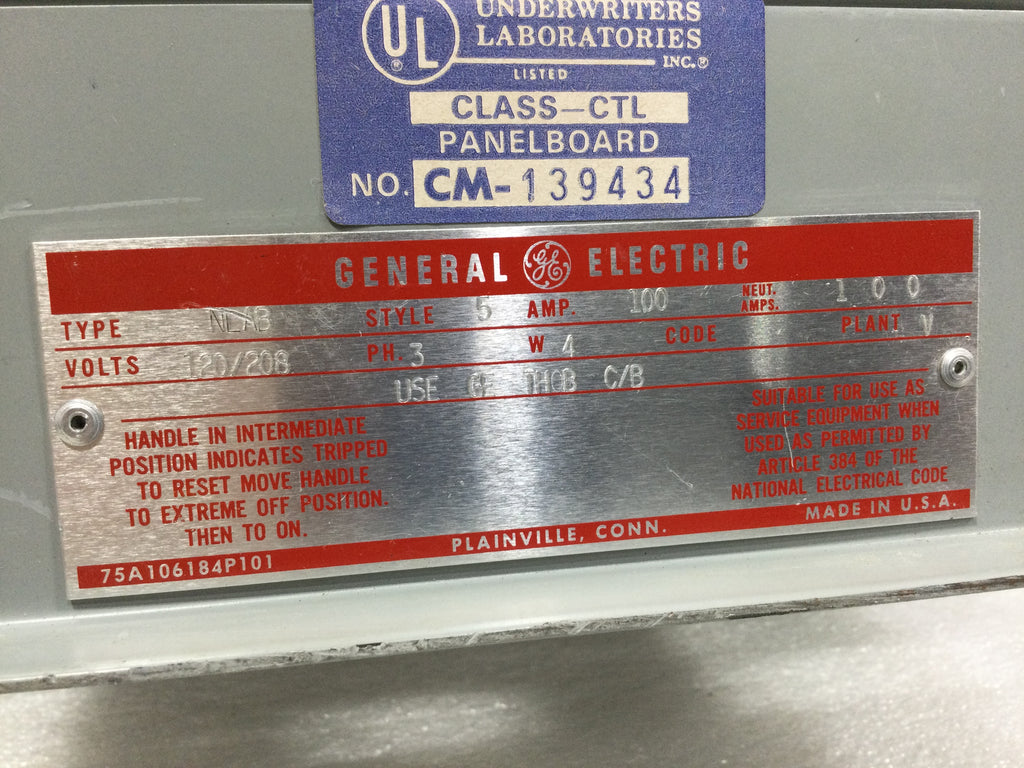 UL
®
UNDERWRITERS
LABORATORIES
INC.®
LISTED
CLASS-CTL
PANELBOARD
NO. CM-139434
GENERAL GE ELECTRIC
TYPE NLAB STYLE 5 AMP. 100 NEUT. AMPS. 100
VOLTS 120/208 PH. 3 W 4 CODE PLANT V
USE GE THQB C/B
HANDLE IN INTERMEDIATE
POSITION INDICATES TRIPPED
TO RESET MOVE HANDLE
TO EXTREME OFF POSITION.
THEN TO ON.
SUITABLE FOR USE AS
SERVICE EQUIPMENT WHEN
USED AS PERMITTED BY
ARTICLE 384 OF THE
NATIONAL ELECTRICAL CODE
75A106184P101 PLAINVILLE, CONN. MADE IN U.S.A.